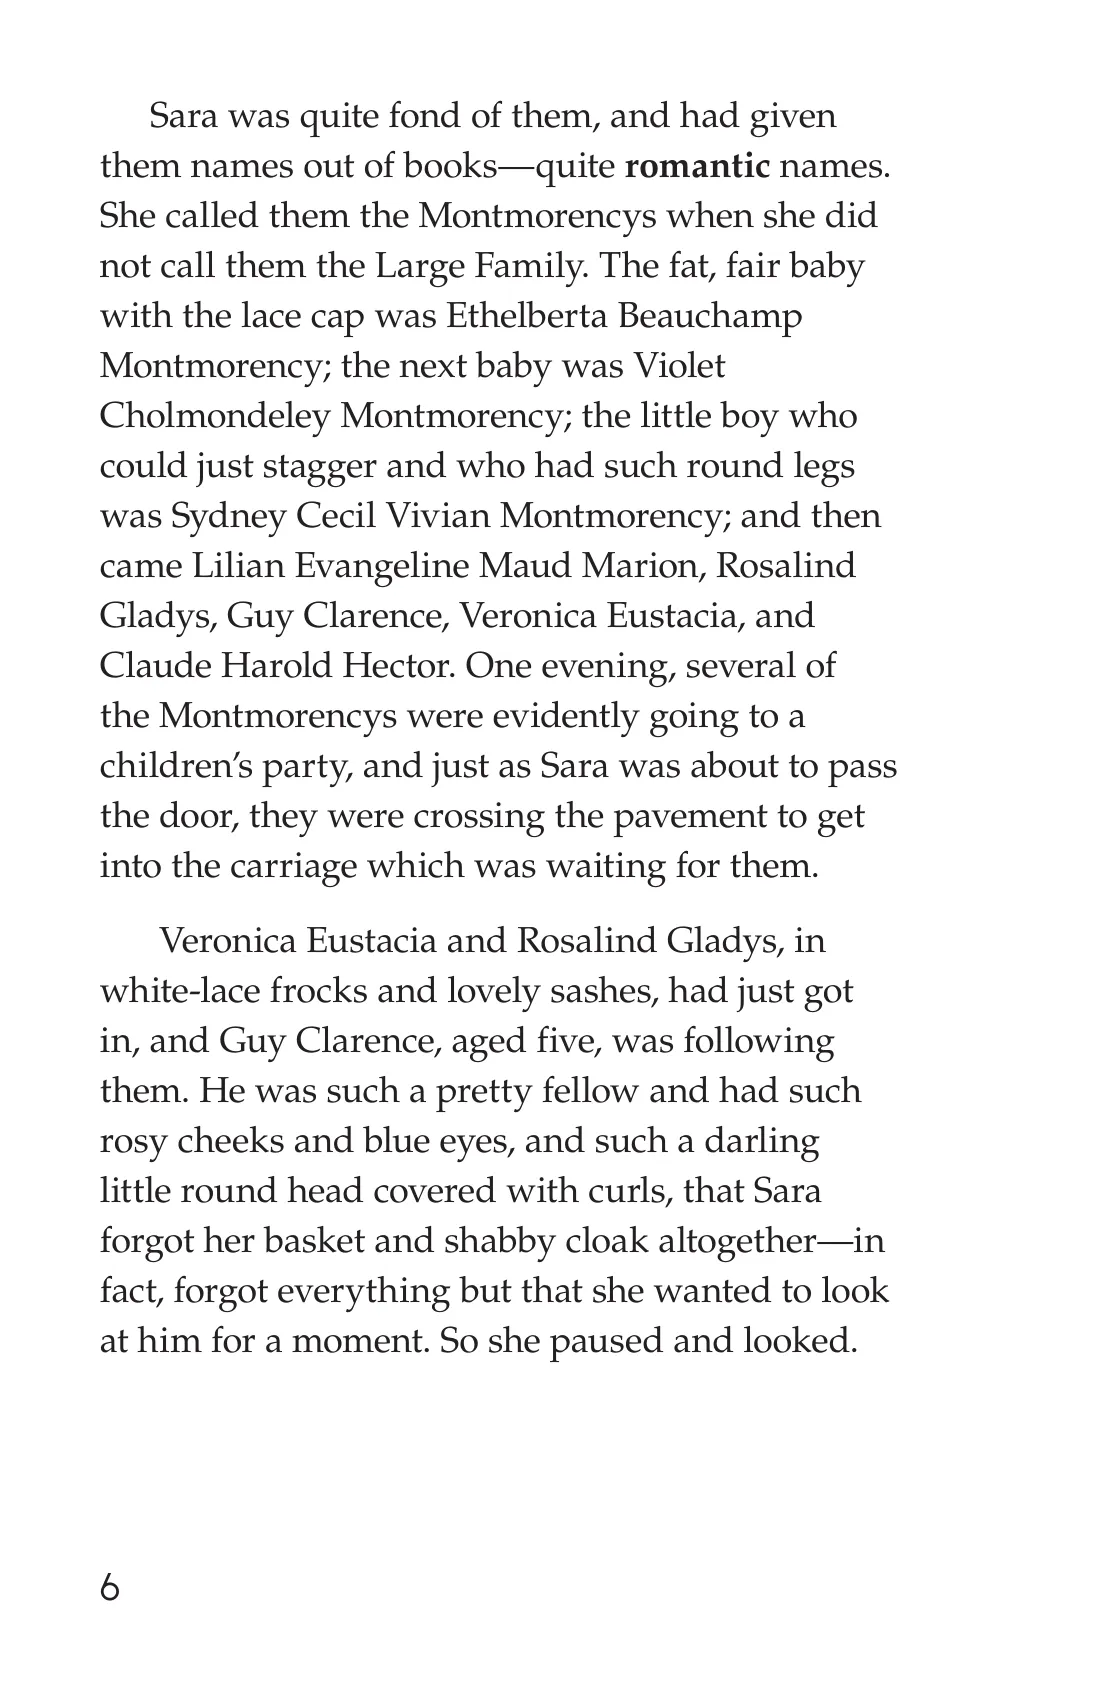 Sara was quite fond of them, and had given
them names out of books—quite romantic names.
She called them the Montmorencys when she did
not call them the Large Family. The fat, fair baby
with the lace cap was Ethelberta Beauchamp
Montmorency; the next baby was Violet
Cholmondeley Montmorency; the little boy who
could just stagger and who had such round legs
was Sydney Cecil Vivian Montmorency; and then
came Lilian Evangeline Maud Marion, Rosalind
Gladys, Guy Clarence, Veronica Eustacia, and
Claude Harold Hector. One evening, several of
the Montmorencys were evidently going to a
children’s party, and just as Sara was about to pass
the door, they were crossing the pavement to get
into the carriage which was waiting for them.
Veronica Eustacia and Rosalind Gladys, in
white-lace frocks and lovely sashes, had just got
in, and Guy Clarence, aged five, was following
them. He was such a pretty fellow and had such
rosy cheeks and blue eyes, and such a darling
little round head covered with curls, that Sara
forgot her basket and shabby cloak altogether—in
fact, forgot everything but that she wanted to look
at him for a moment. So she paused and looked.
6